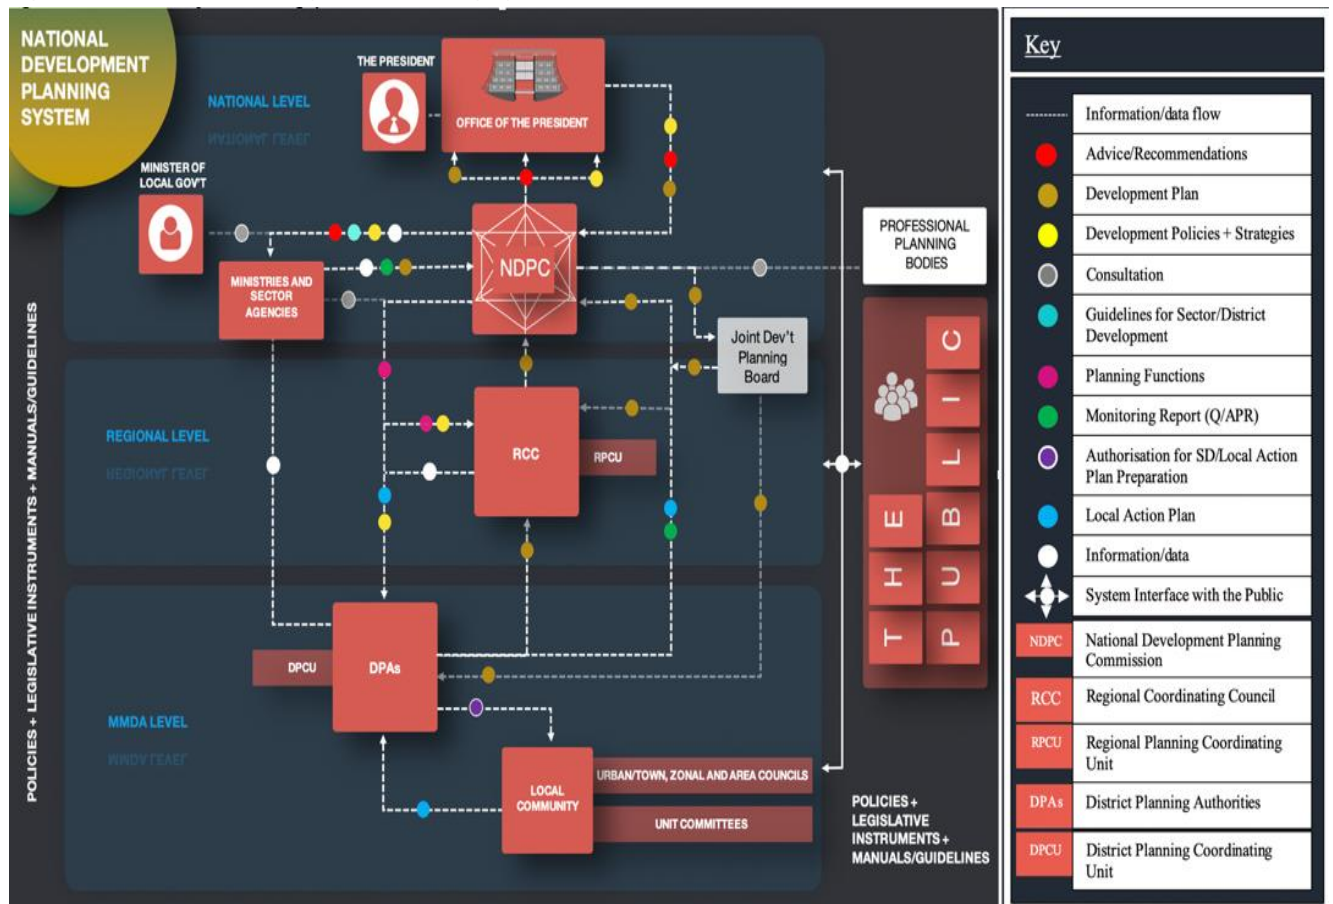 NATIONAL
DEVELOPMENT
PLANNING
SYSTEM
NATIONAL LEVEL
THE PRESIDENT
OFFICE OF THE PRESIDENT
MINISTER OF
LOCAL GOV'T
MINISTRIES AND
SECTOR
AGENCIES
NDPC
PROFESSIONAL
PLANNING
BODIES
Joint Dev't
Planning
Board
THE
PUBLIC
REGIONAL LEVEL
RCC
RPCU
MMDA LEVEL
DPCU
DPAs
LOCAL
COMMUNITY
URBAN/TOWN, ZONAL AND AREA COUNCILS
UNIT COMMITTEES
POLICIES + LEGISLATIVE INSTRUMENTS + MANUALS/GUIDELINES
POLICIES +
LEGISLATIVE
INSTRUMENTS +
MANUALS/GUIDELINES
Key
Information/data flow
Advice/Recommendations
Development Plan
Development Policies + Strategies
Consultation
Guidelines for Sector/District
Development
Planning Functions
Monitoring Report (Q/APR)
Authorisation for SD/Local Action
Plan Preparation
Local Action Plan
Information/data
System Interface with the Public
NDPC
National Development Planning
Commission
RCC
Regional Coordinating Council
RPCU
Regional Planning Coordinating
Unit
DPAs
District Planning Authorities
DPCU
District Planning Coordinating
Unit